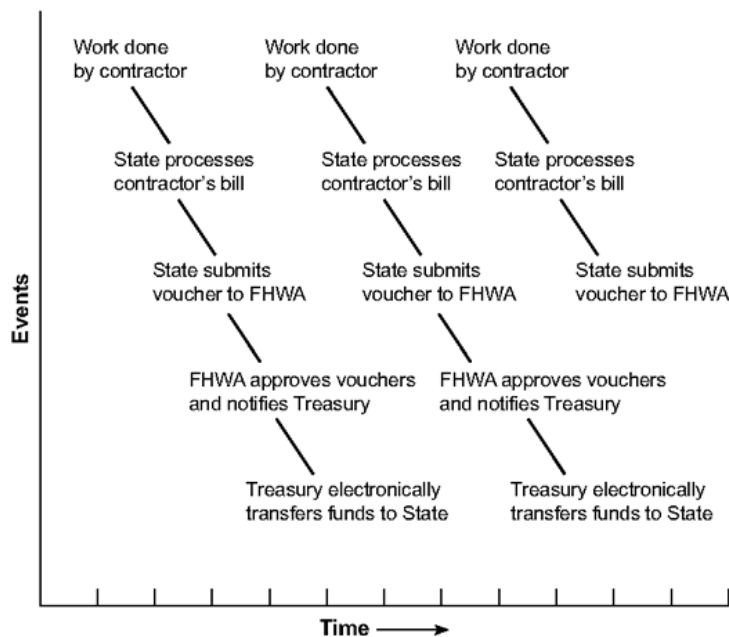 Work done
by contractor
Work done
by contractor
Work done
by contractor
State processes
contractor's bill
State processes
contractor's bill
State processes
contractor's bill
State submits
voucher to FHWA
State submits
voucher to FHWA
State submits
voucher to FHWA
FHWA approves vouchers
and notifies Treasury
FHWA approves vouchers
and notifies Treasury
Treasury electronically
transfers funds to State
Treasury electronically
transfers funds to State
Events
Time